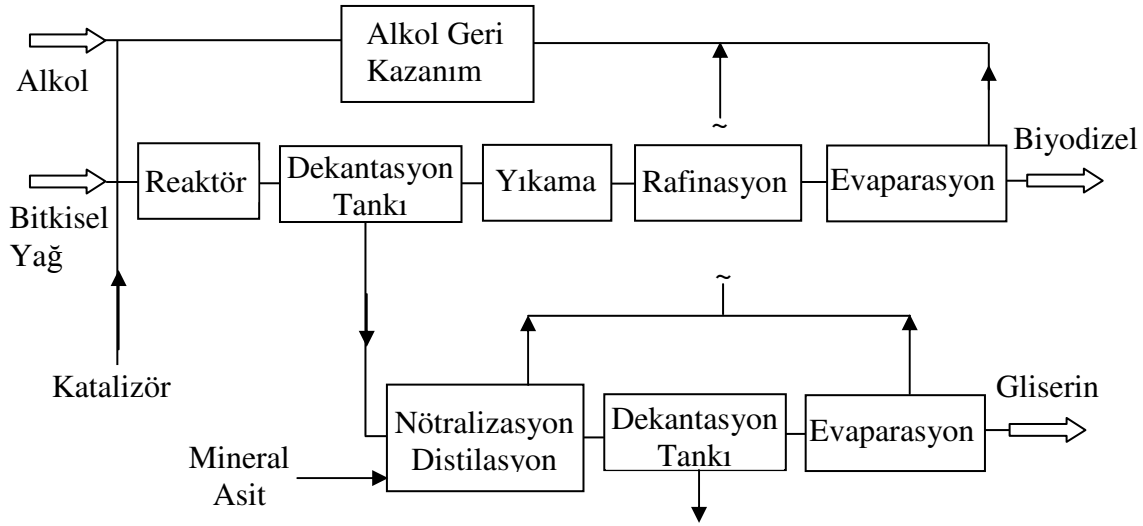 Alkol
Alkol Geri
Kazanım
~
Bitkisel
Yağ
Reaktör
Dekantasyon
Tankı
Yıkama
Rafinasyon
Evaparasyon
Biyodizel
Katalizör
~
Mineral
Asit
Nötralizasyon
Distilasyon
Dekantasyon
Tankı
Evaparasyon
Gliserin